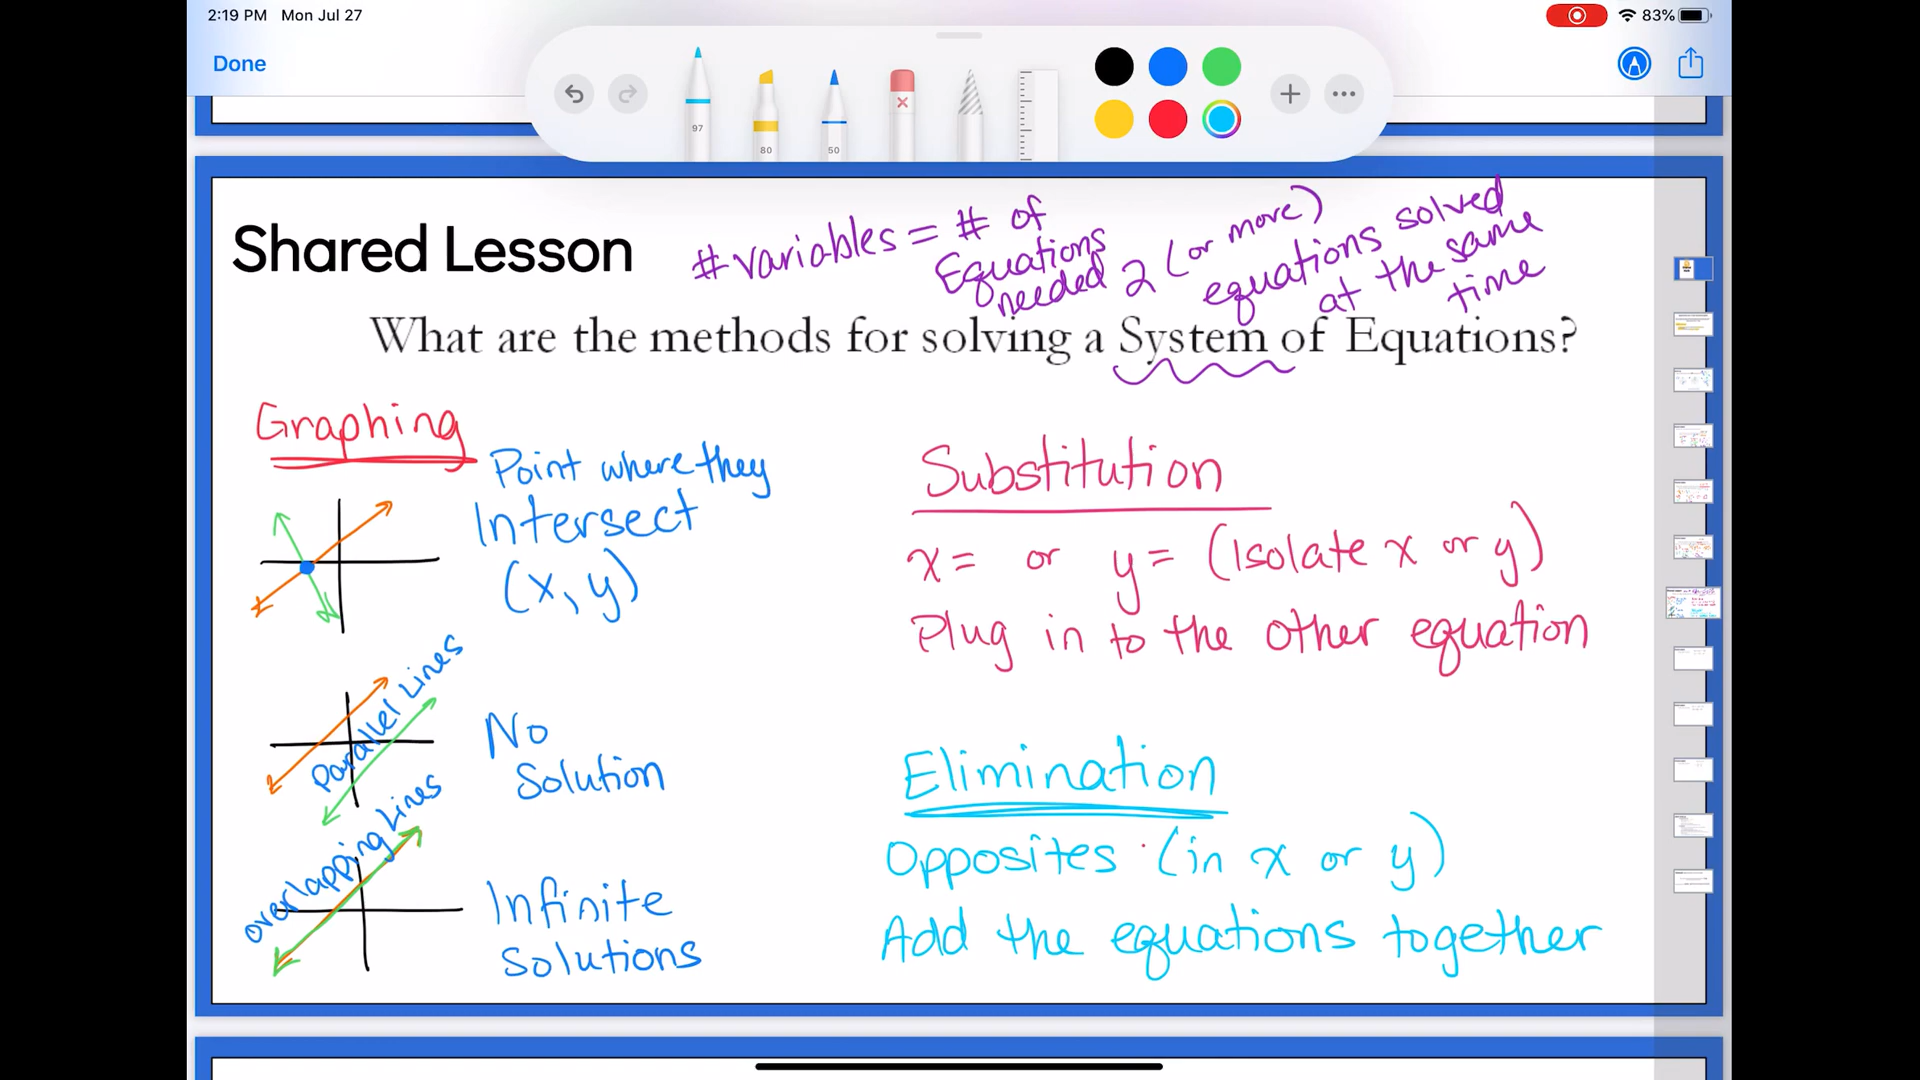 2:19 PM Mon Jul 27
83%
Done
97
80
50
Shared Lesson
#variables = # of
Equations
needed
2 (or more)
equations solved
at the same
time
What are the methods for solving a System of Equations?
Graphing
Point where they
Intersect
(x, y)
Parallel Lines
No
Solution
overlapping Lines
Infinite
Solutions
Substitution
x= or y= (Isolate x or y)
Plug in to the other equation
Elimination
Opposites (in x or y)
Add the equations together